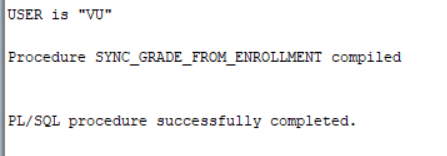 USER is "VU"
Procedure SYNC_GRADE_FROM_ENROLLMENT compiled
PL/SQL procedure successfully completed.